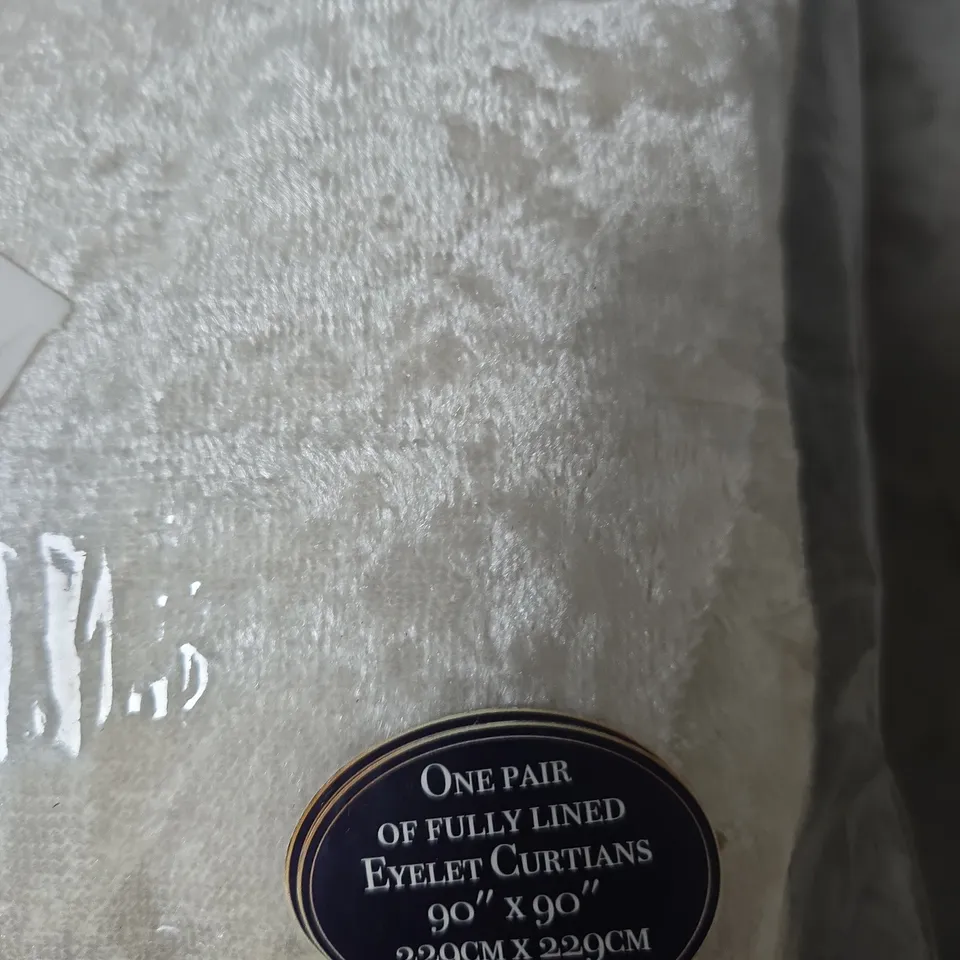 One pair
of fully lined
Eyelet Curtians
90" x 90"
229cm x 229cm